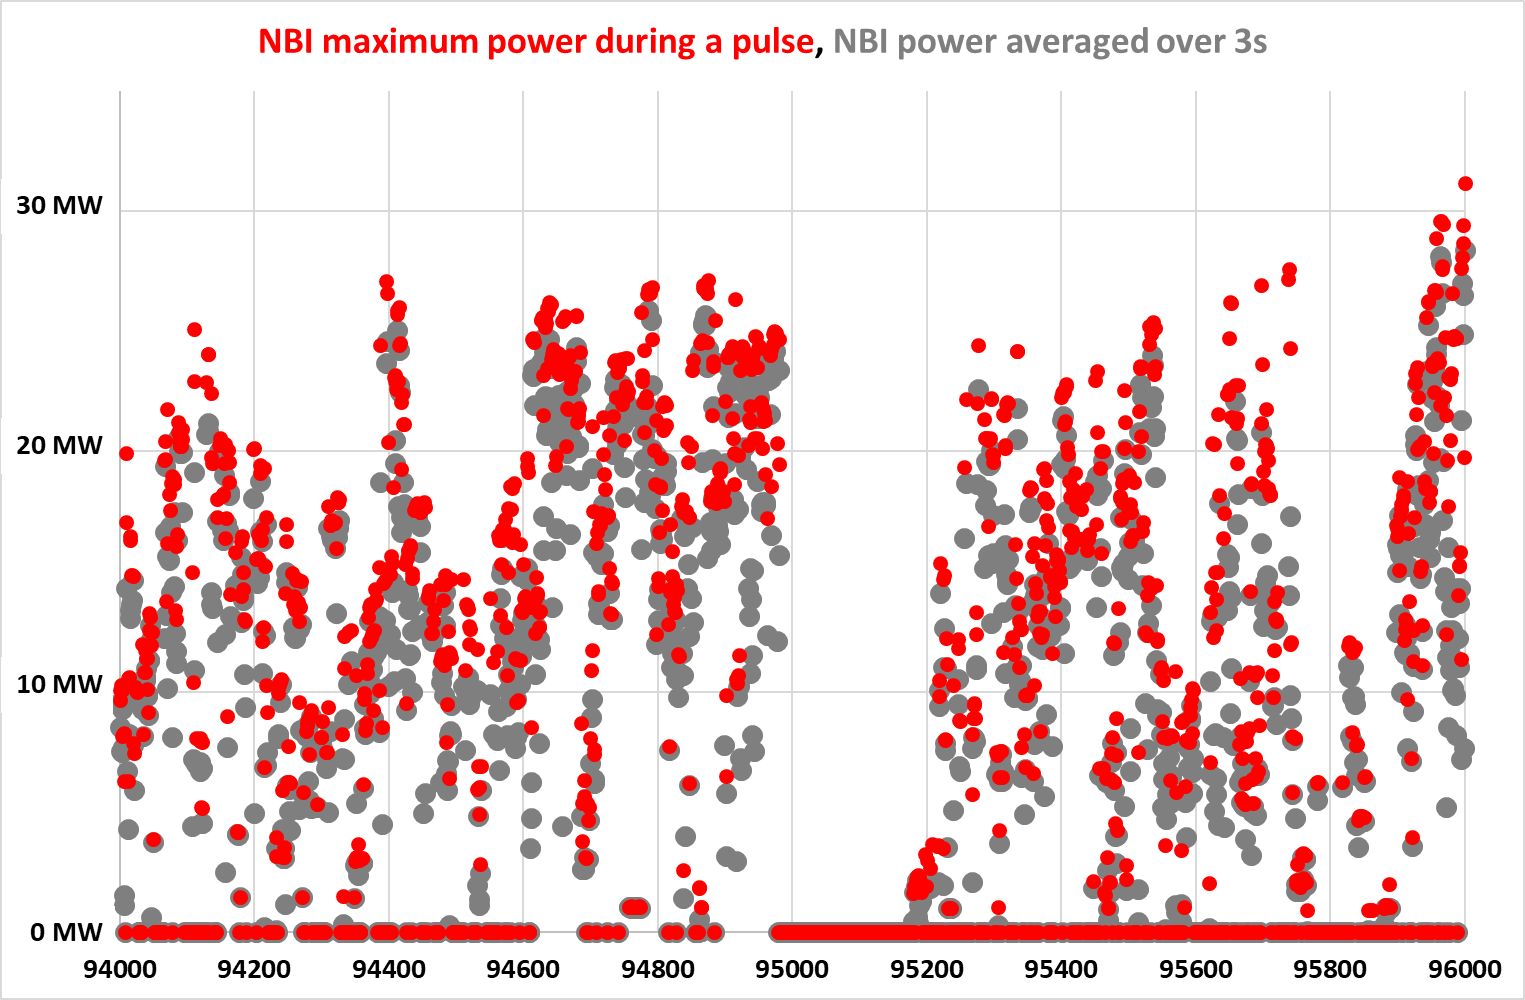 NBI maximum power during a pulse, NBI power averaged over 3s
30 MW
20 MW
10 MW
0 MW
94000 94200 94400 94600 94800 95000 95200 95400 95600 95800 96000